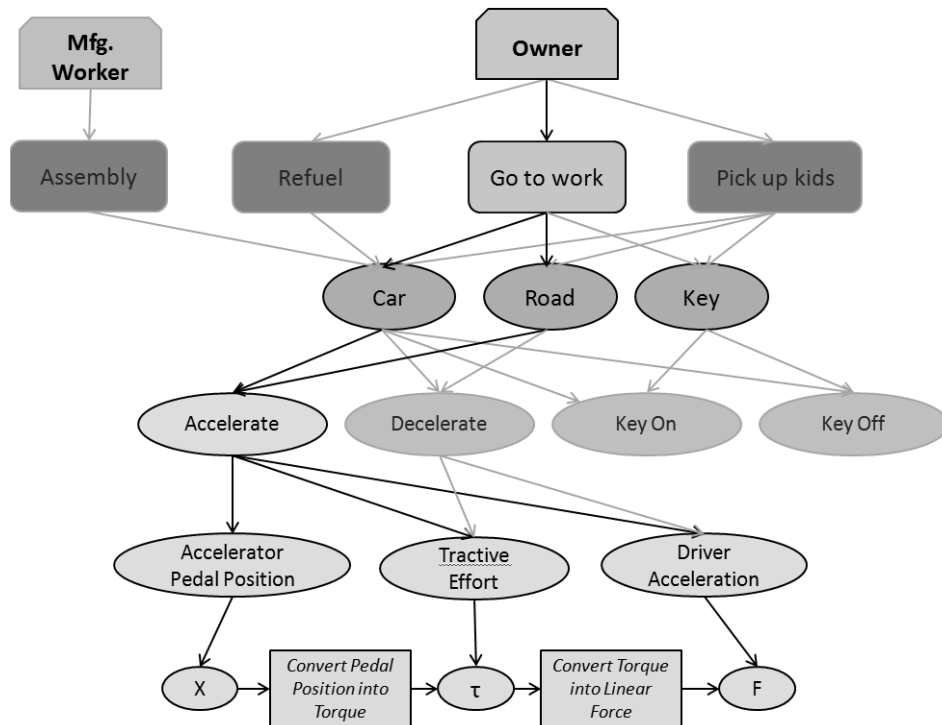 Mfg.
Worker
Owner
Assembly
Refuel
Go to work
Pick up kids
Car
Road
Key
Accelerate
Decelerate
Key On
Key Off
Accelerator
Pedal Position
Tractive
Effort
Driver
Acceleration
X
Convert Pedal
Position into
Torque
τ
Convert Torque
into Linear
Force
F